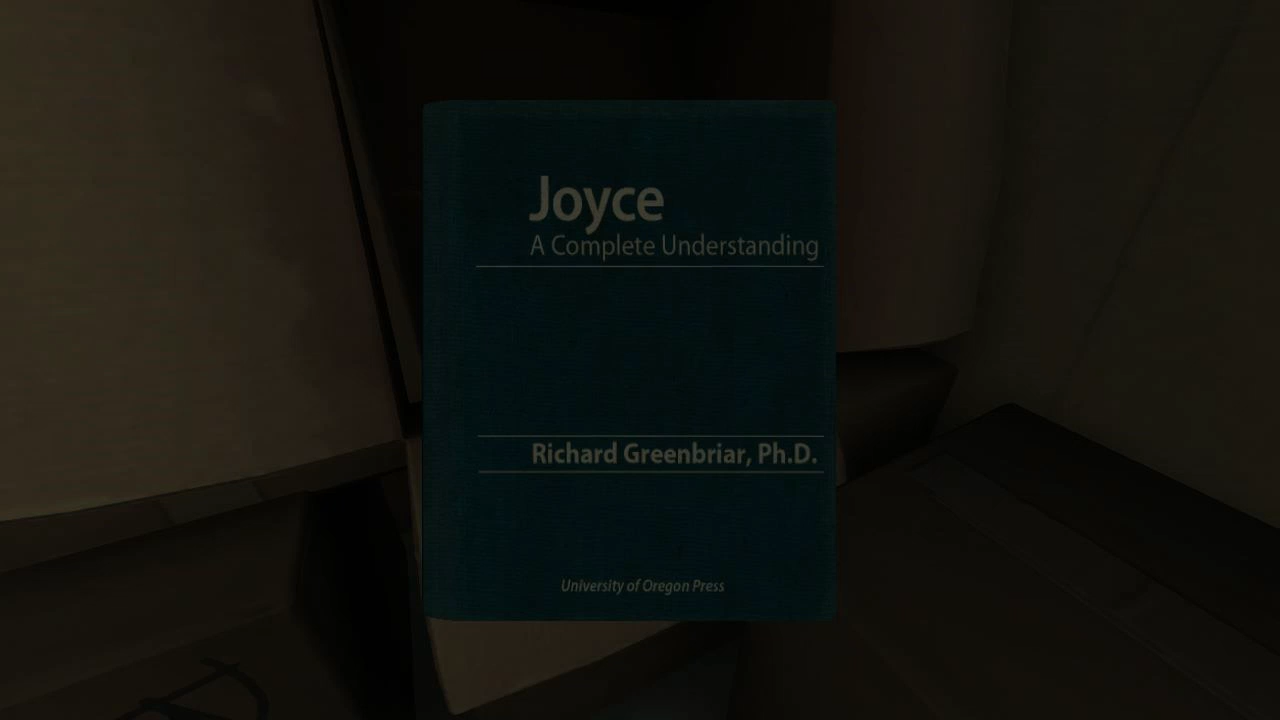 Joyce
A Complete Understanding
Richard Greenbriar, Ph.D.
University of Oregon Press